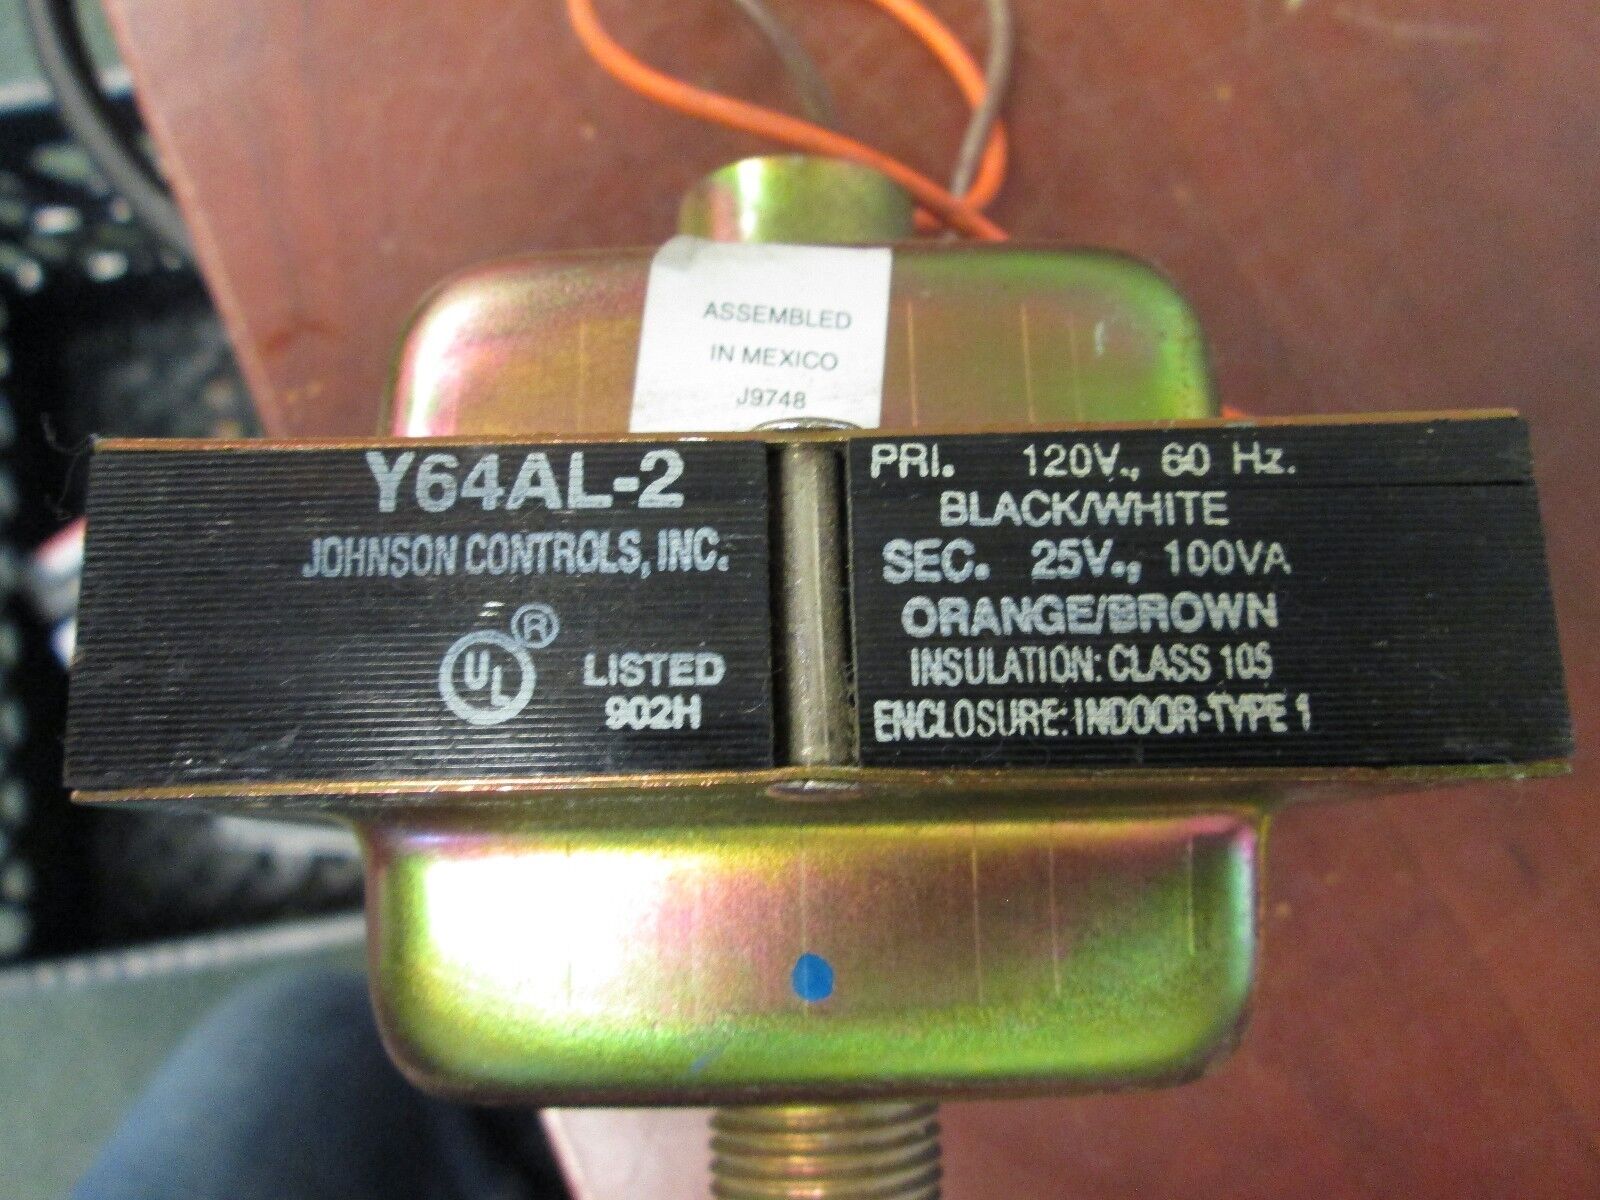 ASSEMBLED
IN MEXICO
J9748
Y64AL-2
JOHNSON CONTROLS, INC.
UL ®
LISTED
902H
PRI. 120V., 60 Hz.
BLACK/WHITE
SEC. 25V., 100VA
ORANGE/BROWN
INSULATION: CLASS 105
ENCLOSURE: INDOOR-TYPE 1